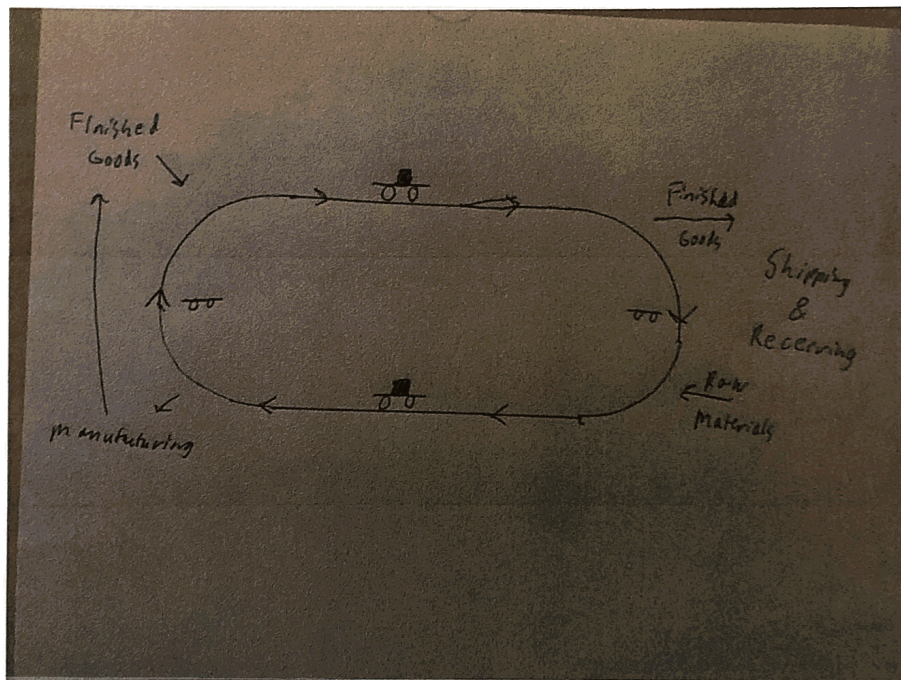 Finished
Goods
Finished
Goods
Shipping
&
Receiving
Raw
Materials
Manufacturing